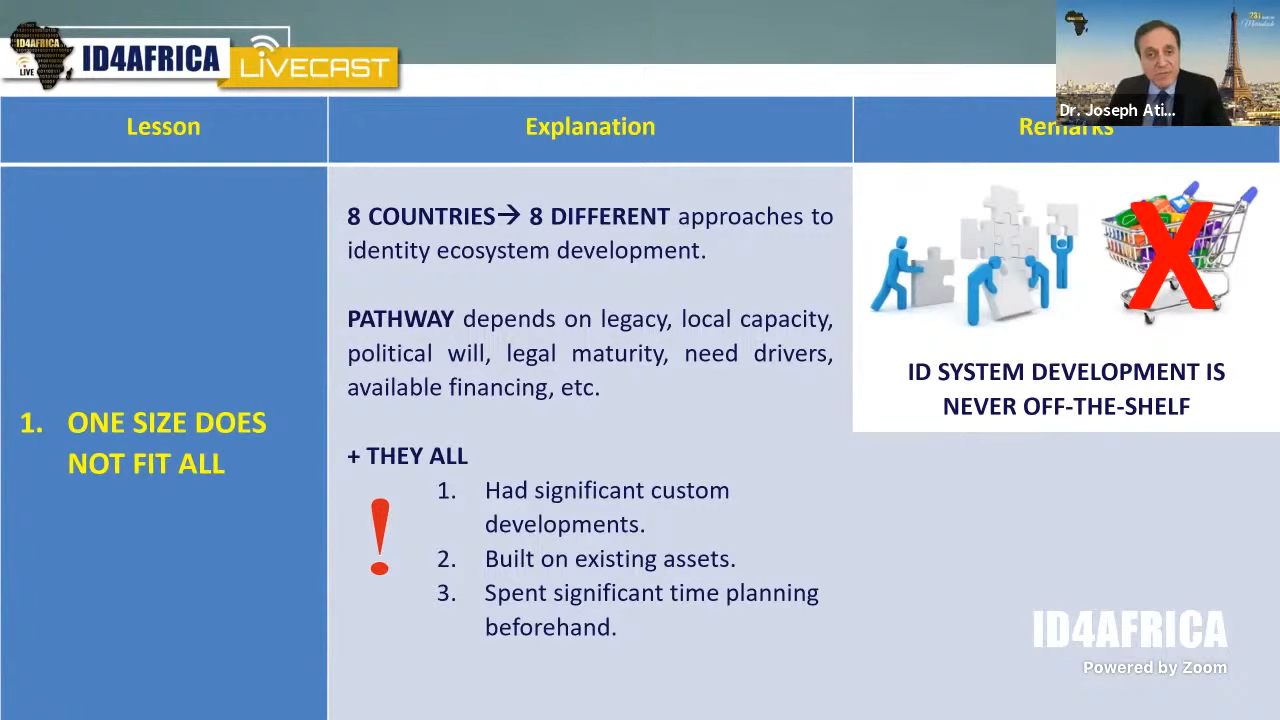 ID4AFRICA
LIVE
ID4AFRICA
LIVECAST
Dr. Joseph Ati...
Lesson
Explanation
Remarks
1. ONE SIZE DOES
NOT FIT ALL
8 COUNTRIES→ 8 DIFFERENT approaches to
identity ecosystem development.
PATHWAY depends on legacy, local capacity,
political will, legal maturity, need drivers,
available financing, etc.
+ THEY ALL
!
1. Had significant custom
developments.
2. Built on existing assets.
3. Spent significant time planning
beforehand.
X
ID SYSTEM DEVELOPMENT IS
NEVER OFF-THE-SHELF
ID4AFRICA
Powered by Zoom